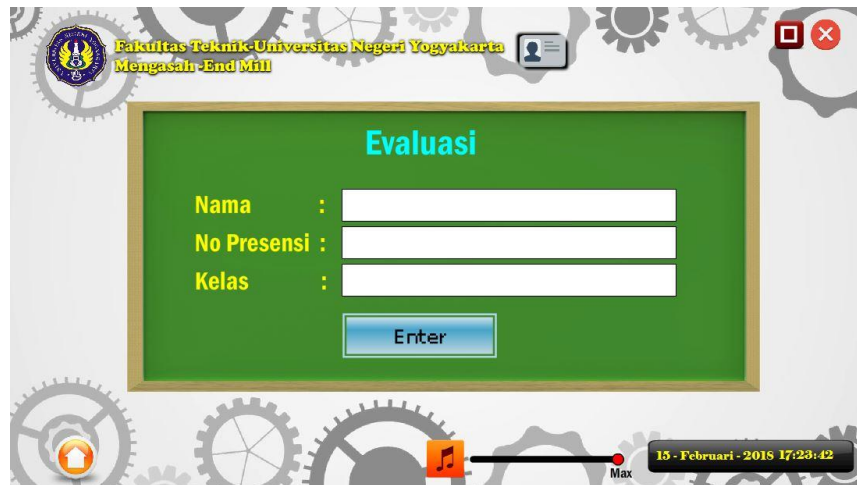 Fakultas Teknik-Universitas Negeri Yogyakarta
Mengasah -End Mill
Evaluasi
Nama :
No Presensi :
Kelas :
Enter
Max
15 - Februari - 2018 17:23:42